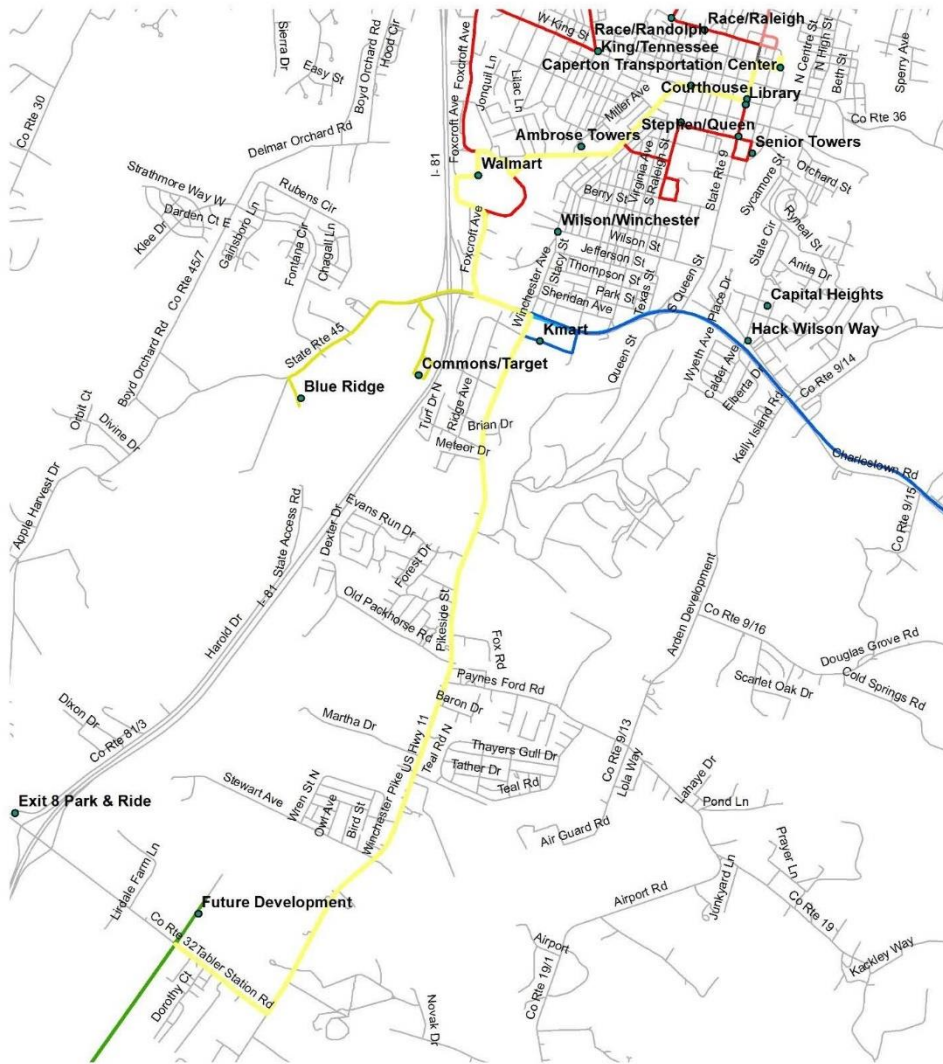 Race/Raleigh
W King St
Race/Randolph
King/Tennessee
Caperton Transportation Center
N Centre St
N High St
Beth St
Sperry Ave
Sierra Dr
Easy St
Hood Cir
Boyd Orchard Rd
Co Rte 30
Foxcroft Ave
Foxcroft Ave
Jonquil Ln
Lilac Ln
Miller Ave
Courthouse
Library
Co Rte 36
Delmar Orchard Rd
I-81
Foxcroft Ave
Ambrose Towers
Stephen/Queen
Senior Towers
Walmart
Virginia Ave
S Raleigh St
State Rte 9
Sycamore St
Orchard St
Strathmore Way W
Rubens Cir
Berry St
Darden Ct E
Klee Dr
Gainsboro Ln
Fontana Cir
Chagall Ln
Wilson/Winchester
Wilson St
Ryneal St
State Cir
Co Rte 45/7
Foxcroft Ave
Stacy St
Jefferson St
Thompson St
Anita Dr
Winchester Ave
Park St
Sheridan Ave
Texas St
S Queen St
Place Dr
Capital Heights
State Rte 45
Kmart
Hack Wilson Way
Boyd Orchard Rd
Commons/Target
Queen St
Wyeth Ave
Calder Ave
Elberta Dr
Co Rte 9/14
Blue Ridge
Orbit Ct
Divine Dr
Turf Dr N
Ridge Ave
Brian Dr
Meteor Dr
Kelly Island Rd
Charlestown Rd
Apple Harvest Dr
Co Rte 9/15
I-81
State Access Rd
Dexter Dr
Evans Run Dr
Forest Dr
Old Packhorse Rd
Pikeside St
Harold Dr
Arden Development
Co Rte 9/16
Douglas Grove Rd
Fox Rd
Scarlet Oak Dr
Cold Springs Rd
Paynes Ford Rd
Baron Dr
Dixon Dr
Martha Dr
Co Rte 81/3
Winchester Pike
US Hwy 11
Teal Rd N
Thayers Gull Dr
Tather Dr
Teal Rd
Co Rte 9/13
Lola Way
Lahaye Dr
Pond Ln
Stewart Ave
Wren St N
Owl Ave
Bird St
Exit 8 Park & Ride
Air Guard Rd
Prayer Ln
Lirdale Farm Ln
Junkyard Ln
Airport Rd
Future Development
Co Rte 19
Co Rte 32
Tabler Station Rd
Airport
Kackley Way
Dorothy Ct
Co Rte 19/1
Novak Dr